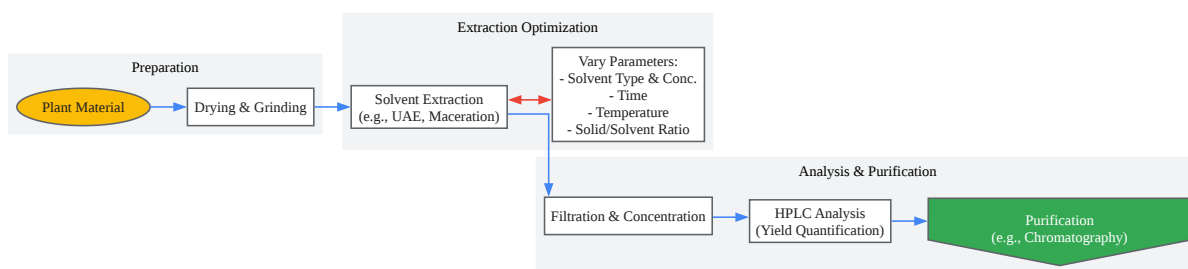 Extraction Optimization
Preparation
Plant Material
Drying & Grinding
Solvent Extraction
(e.g., UAE, Maceration)
Vary Parameters:
- Solvent Type & Conc.
- Time
- Temperature
- Solid/Solvent Ratio
Analysis & Purification
Filtration & Concentration
HPLC Analysis
(Yield Quantification)
Purification
(e.g., Chromatography)